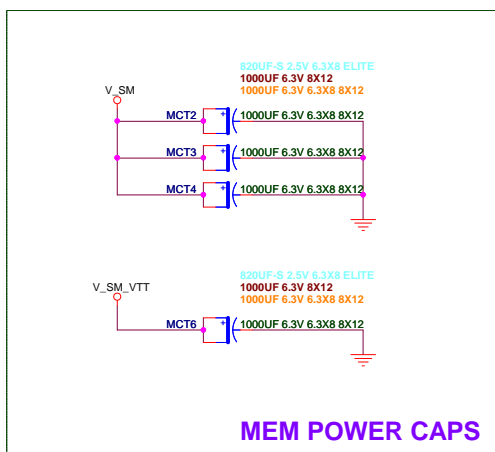 820UF-S 2.5V 6.3X8 ELITE
1000UF 6.3V 8X12
1000UF 6.3V 6.3X8 8X12
V_SM
MCT2 + 1000UF 6.3V 6.3X8 8X12
MCT3 + 1000UF 6.3V 6.3X8 8X12
MCT4 + 1000UF 6.3V 6.3X8 8X12
820UF-S 2.5V 6.3X8 ELITE
1000UF 6.3V 8X12
1000UF 6.3V 6.3X8 8X12
V_SM_VTT
MCT6 + 1000UF 6.3V 6.3X8 8X12
MEM POWER CAPS